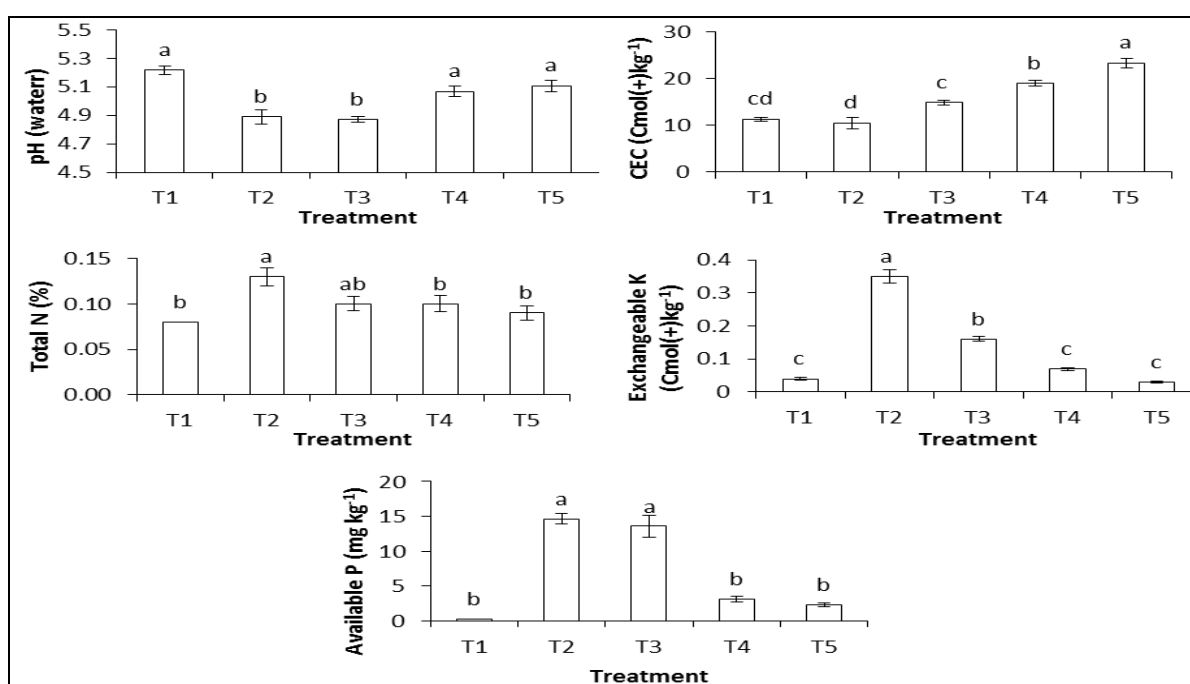 pH (waterr)
5.5
5.3
5.1
4.9
4.7
4.5
a
b
b
a
a
T1 T2 T3 T4 T5
Treatment
CEC (Cmol(+)kg-1)
30
20
10
0
cd
d
c
b
a
T1 T2 T3 T4 T5
Treatment
Total N (%)
0.15
0.10
0.05
0.00
b
a
ab
b
b
T1 T2 T3 T4 T5
Treatment
Exchangeable K
(Cmol(+)kg-1)
0.4
0.3
0.2
0.1
0
c
a
b
c
c
T1 T2 T3 T4 T5
Treatment
Available P (mg kg-1)
20
15
10
5
0
b
a
a
b
b
T1 T2 T3 T4 T5
Treatment